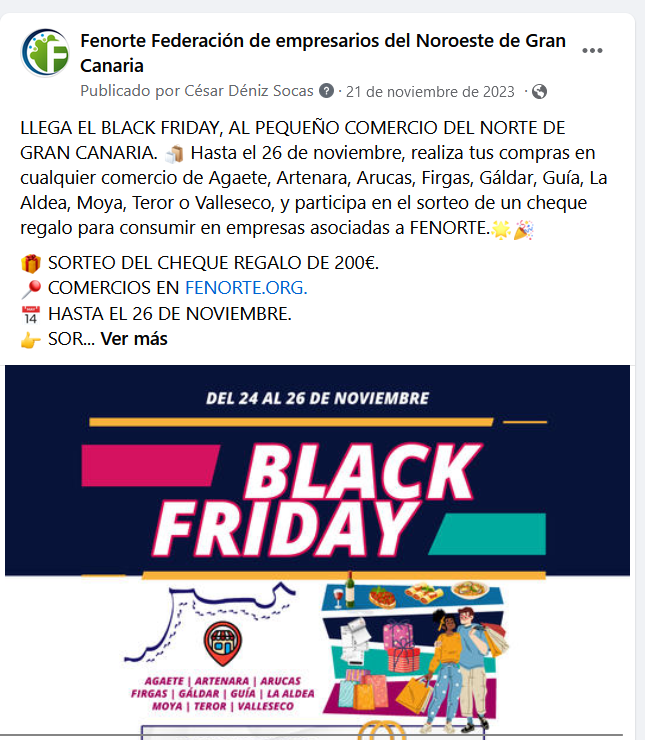 Fenorte Federación de empresarios del Noroeste de Gran
Canaria
Publicado por César Déniz Socas · 21 de noviembre de 2023 ·
LLEGA EL BLACK FRIDAY, AL PEQUEÑO COMERCIO DEL NORTE DE
GRAN CANARIA. Hasta el 26 de noviembre, realiza tus compras en
cualquier comercio de Agaete, Artenara, Arucas, Firgas, Gáldar, Guía, La
Aldea, Moya, Teror o Valleseco, y participa en el sorteo de un cheque
regalo para consumir en empresas asociadas a FENORTE.
SORTEO DEL CHEQUE REGALO DE 200€.
COMERCIOS EN FENORTE.ORG.
HASTA EL 26 DE NOVIEMBRE.
SOR... Ver más
DEL 24 AL 26 DE NOVIEMBRE
BLACK
FRIDAY
AGAETE | ARTENARA | ARUCAS
FIRGAS | GÁLDAR | GUÍA | LA ALDEA
MOYA | TEROR | VALLESECO